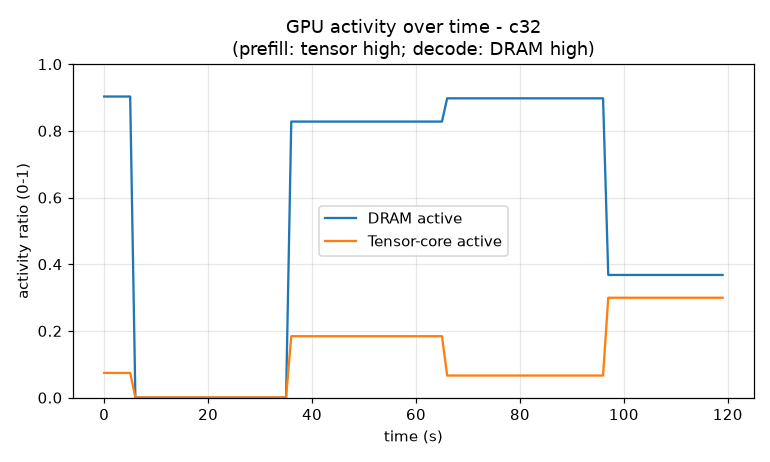 GPU activity over time - c32
(prefill: tensor high; decode: DRAM high)
1.0
0.8
0.6
0.4
0.2
0.0
activity ratio (0-1)
DRAM active
Tensor-core active
0 20 40 60 80 100 120
time (s)